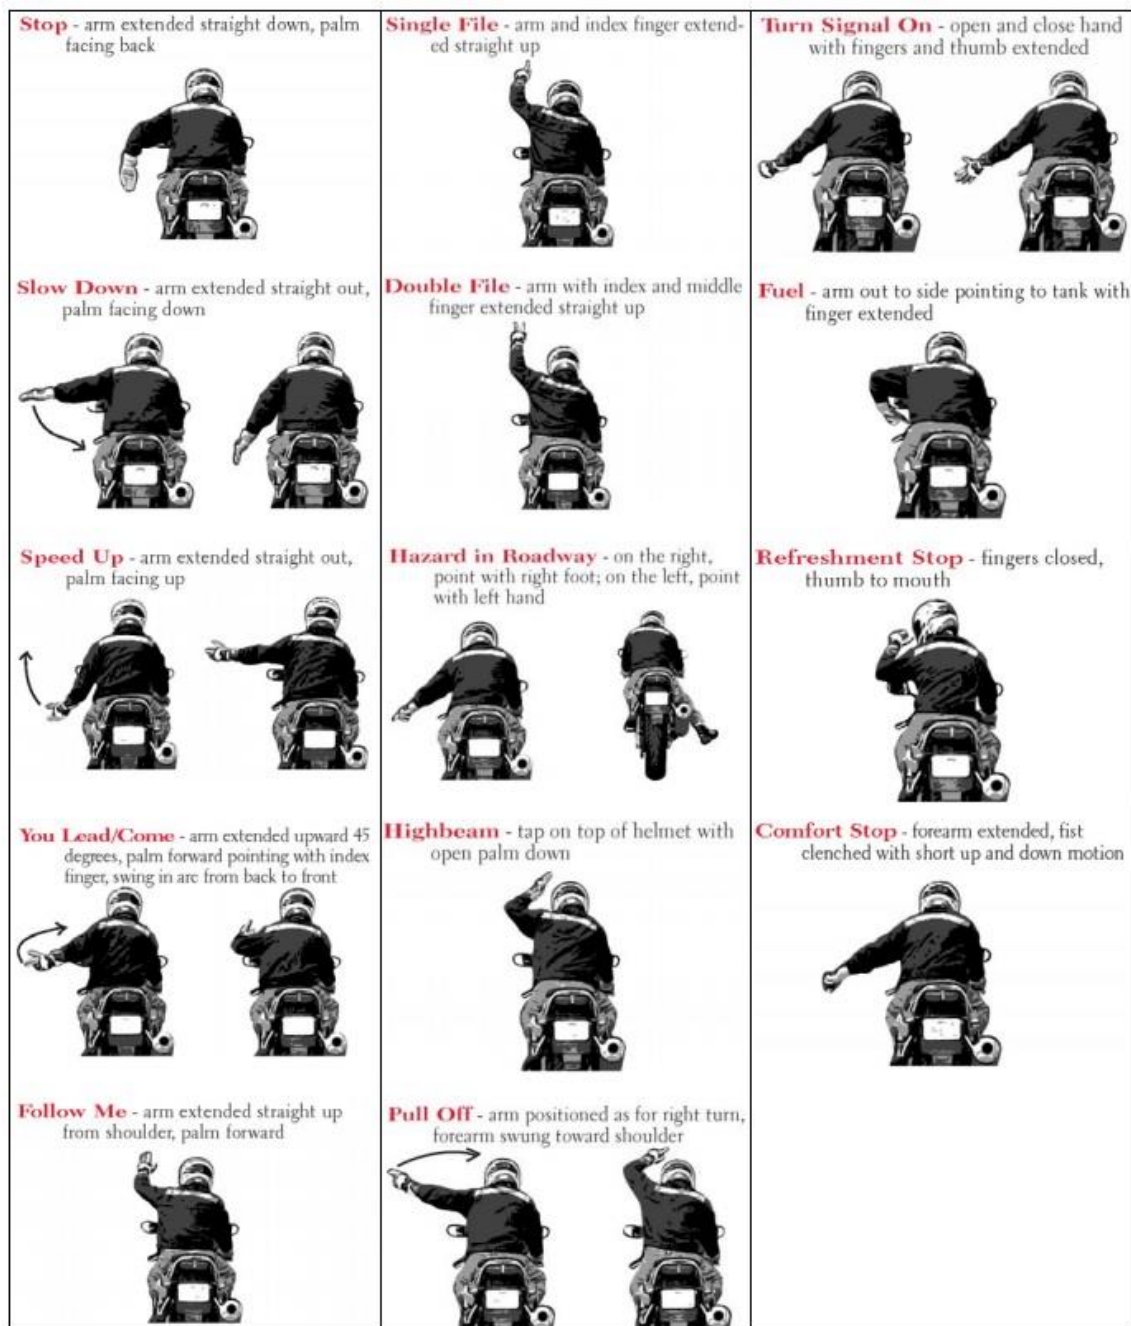 Stop - arm extended straight down, palm
facing back
Slow Down - arm extended straight out,
palm facing down
Speed Up - arm extended straight out,
palm facing up
You Lead/Come - arm extended upward 45
degrees, palm forward pointing with index
finger, swing in arc from back to front
Follow Me - arm extended straight up
from shoulder, palm forward
Single File - arm and index finger extend-
ed straight up
Double File - arm with index and middle
finger extended straight up
Hazard in Roadway - on the right,
point with right foot; on the left, point
with left hand
Highbeam - tap on top of helmet with
open palm down
Pull Off - arm positioned as for right turn,
forearm swung toward shoulder
Turn Signal On - open and close hand
with fingers and thumb extended
Fuel - arm out to side pointing to tank with
finger extended
Refreshment Stop - fingers closed,
thumb to mouth
Comfort Stop - forearm extended, fist
clenched with short up and down motion